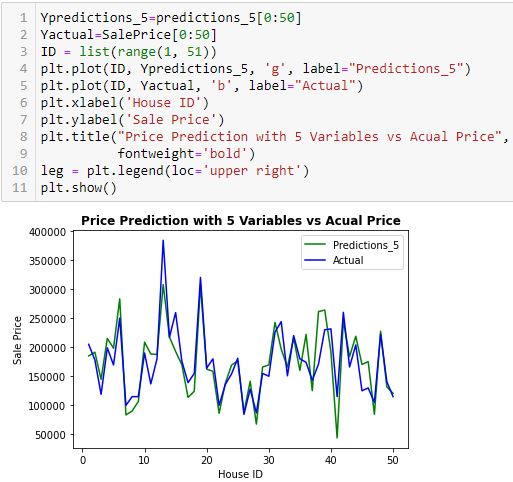 1 Ypredictions_5=predictions_5[0:50]
2 Yactual=SalePrice[0:50]
3 ID = list(range(1, 51))
4 plt.plot(ID, Ypredictions_5, 'g', label="Predictions_5")
5 plt.plot(ID, Yactual, 'b', label="Actual")
6 plt.xlabel('House ID')
7 plt.ylabel('Sale Price')
8 plt.title("Price Prediction with 5 Variables vs Acual Price",
9 fontweight='bold')
10 leg = plt.legend(loc='upper right')
11 plt.show()
Price Prediction with 5 Variables vs Acual Price
400000
350000
300000
250000
200000
150000
100000
50000
Sale Price
Predictions_5
Actual
0 10 20 30 40 50
House ID